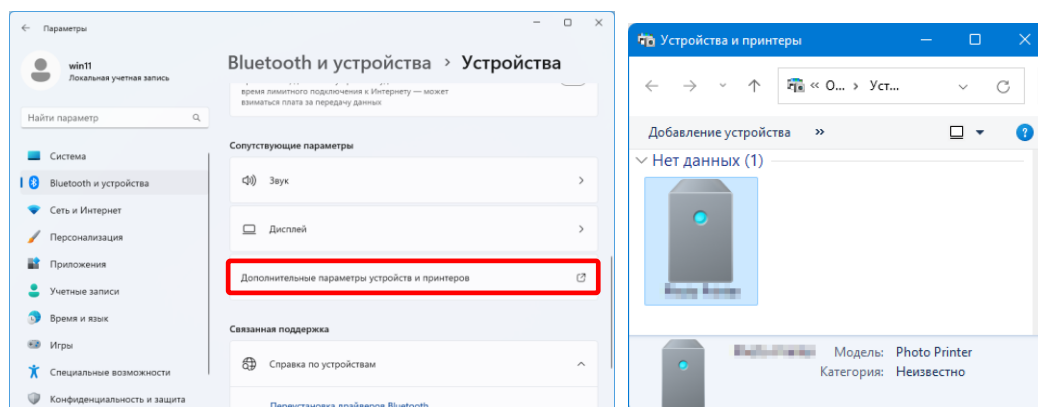 Параметры
win11
Локальная учетная запись
Найти параметр
Система
Bluetooth и устройства
Сеть и Интернет
Персонализация
Приложения
Учетные записи
Время и язык
Игры
Специальные возможности
Конфиденциальность и защита
Bluetooth и устройства › Устройства
время лимитного подключения к Интернету — может
взиматься плата за передачу данных
Сопутствующие параметры
Звук
Дисплей
Дополнительные параметры устройств и принтеров
Связанная поддержка
Справка по устройствам
Переустановка драйверов Bluetooth
Устройства и принтеры
« О... › Уст...
Добавление устройства »
Нет данных (1)
Модель: Photo Printer
Категория: Неизвестно